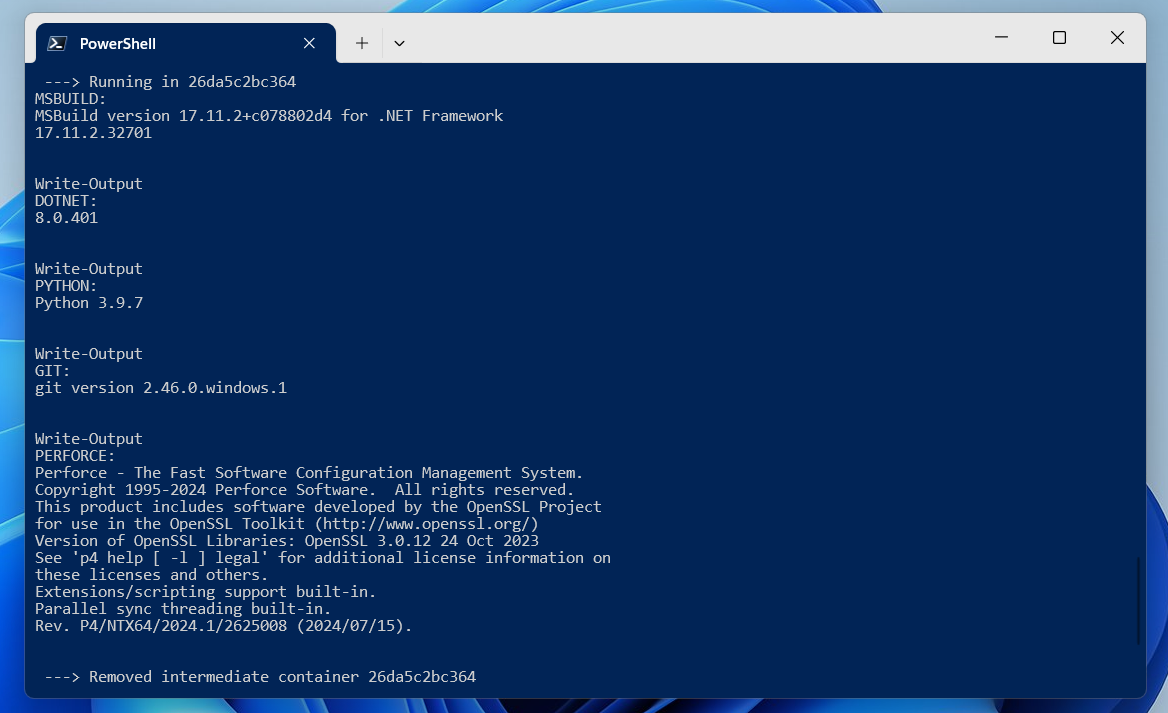 PowerShell
---> Running in 26da5c2bc364
MSBUILD:
MSBuild version 17.11.2+c078802d4 for .NET Framework
17.11.2.32701
Write-Output
DOTNET:
8.0.401
Write-Output
PYTHON:
Python 3.9.7
Write-Output
GIT:
git version 2.46.0.windows.1
Write-Output
PERFORCE:
Perforce - The Fast Software Configuration Management System.
Copyright 1995-2024 Perforce Software.  All rights reserved.
This product includes software developed by the OpenSSL Project
for use in the OpenSSL Toolkit (http://www.openssl.org/)
Version of OpenSSL Libraries: OpenSSL 3.0.12 24 Oct 2023
See 'p4 help [ -l ] legal' for additional license information on
these licenses and others.
Extensions/scripting support built-in.
Parallel sync threading built-in.
Rev. P4/NTX64/2024.1/2625008 (2024/07/15).
---> Removed intermediate container 26da5c2bc364